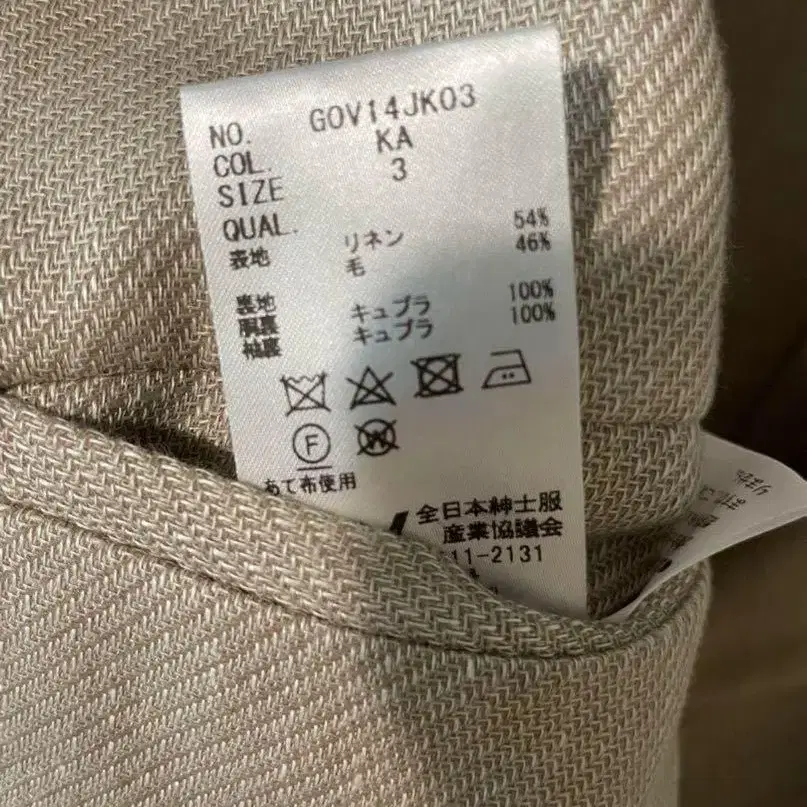 NO. GOV14JK03
COL. KA
SIZE 3
QUAL.
表地 リネン 54%
毛 46%
裏地
胴裏 キュプラ 100%
袖裏 キュプラ 100%
F W
あて布使用
全日本紳士服
産業協議会
11-2131